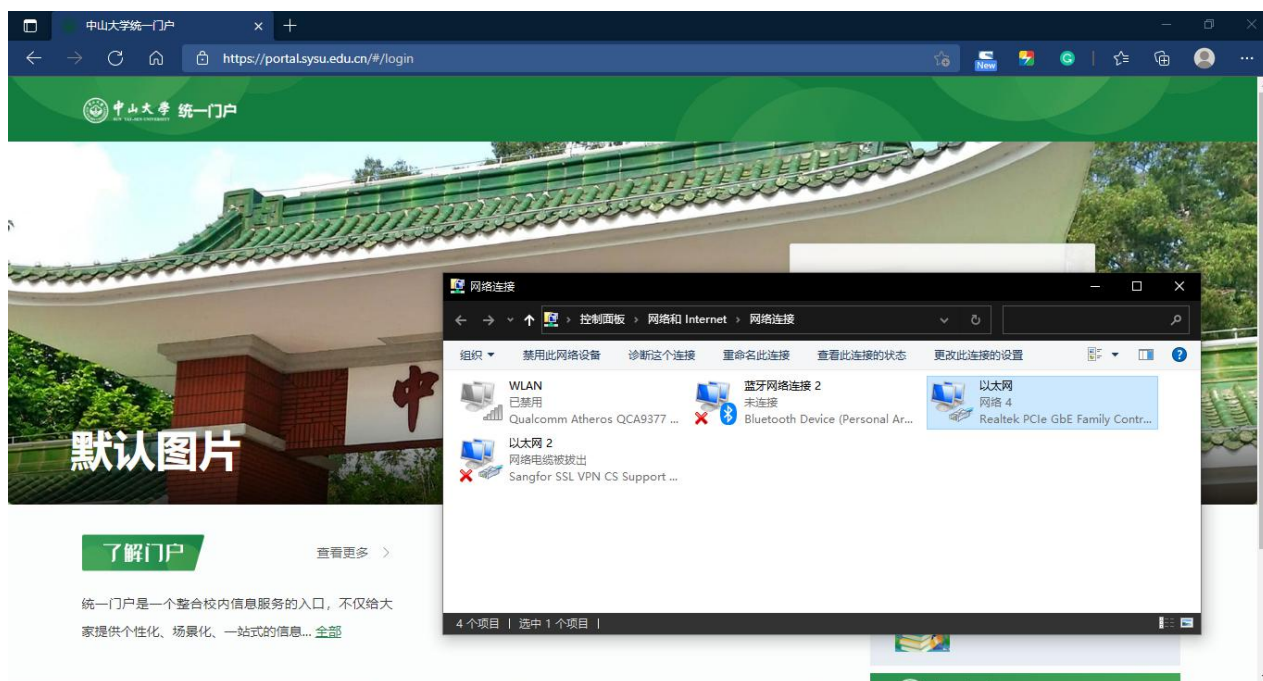 中山大学统一门户
https://portal.sysu.edu.cn/#/login
New
中山大學 统一门户
SUN YAT-SEN UNIVERSITY
中
默认图片
了解门户
查看更多
统一门户是一个整合校内信息服务的入口，不仅给大
家提供个性化、场景化、一站式的信息... 全部
网络连接
控制面板 > 网络和 Internet > 网络连接
组织 禁用此网络设备 诊断这个连接 重命名此连接 查看此连接的状态 更改此连接的设置
WLAN
已禁用
Qualcomm Atheros QCA9377 ...
蓝牙网络连接 2
未连接
Bluetooth Device (Personal Ar...
以太网
网络 4
Realtek PCIe GbE Family Contr...
以太网 2
网络电缆被拔出
Sangfor SSL VPN CS Support ...
4 个项目 | 选中 1 个项目 |